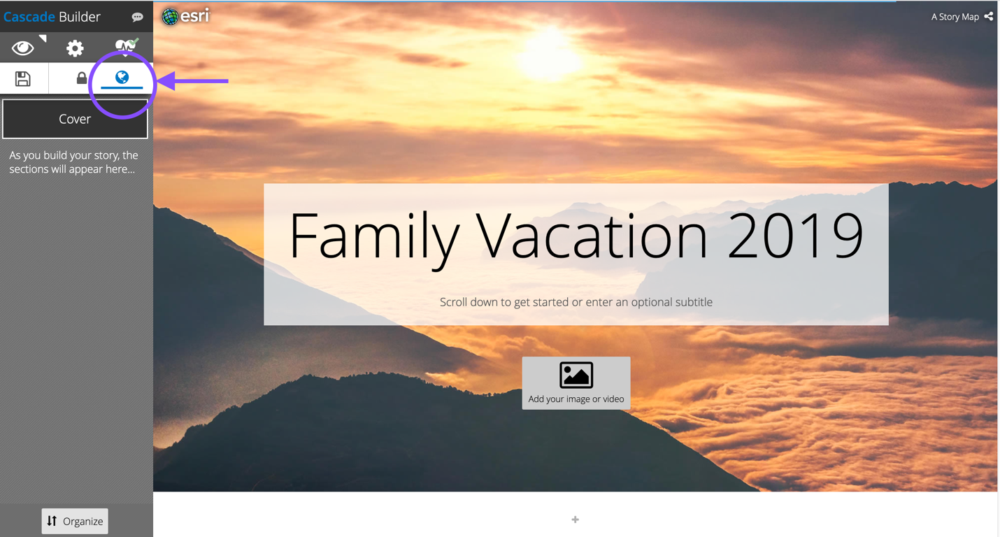 Cascade Builder
esri
A Story Map
Cover
As you build your story, the
sections will appear here...
Family Vacation 2019
Scroll down to get started or enter an optional subtitle
Add your image or video
Organize